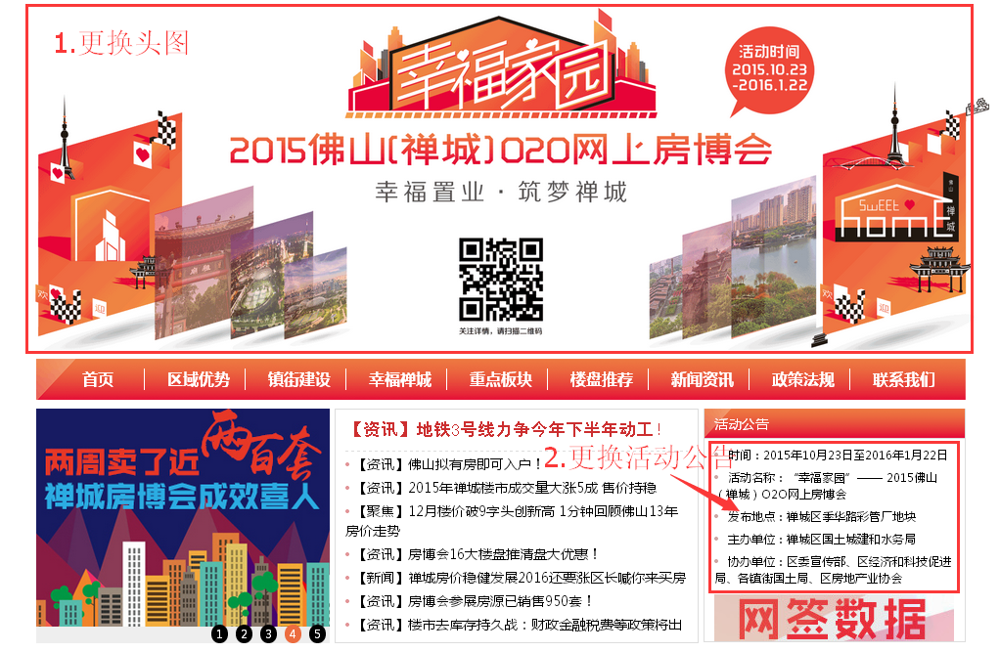 1.更换头图
幸福家园
活动时间
2015.10.23
-2016.1.22
2015佛山(禅城)O2O网上房博会
幸福置业·筑梦禅城
佛山
禅城
SwEEt
home
祖庙
欢
迎
欢
迎
关注详情，请扫描二维码
首页 区域优势 镇街建设 幸福禅城 重点板块 楼盘推荐 新闻资讯 政策法规 联系我们
两周卖了近两百套
禅城房博会成效喜人
1 2 3 4 5
【资讯】地铁3号线力争今年下半年动工！
【资讯】佛山拟有房即可入户！
【资讯】2015年禅城楼市成交量大涨5成 售价持稳
【聚焦】12月楼价破9字头创新高 1分钟回顾佛山13年
房价走势
【资讯】房博会16大楼盘推清盘大优惠！
【新闻】禅城房价稳健发展2016还要涨区长喊你来买房
【资讯】房博会参展房源已销售950套！
【资讯】楼市去库存持久战：财政金融税费等政策将出
2.更换活动公告
活动公告
时间：2015年10月23日至2016年1月22日
活动名称：“幸福家园”—— 2015佛山
（禅城）O2O网上房博会
发布地点：禅城区季华路彩管厂地块
主办单位：禅城区国土城建和水务局
协办单位：区委宣传部、区经济和科技促进
局、各镇街国土局、区房地产业协会
网签数据